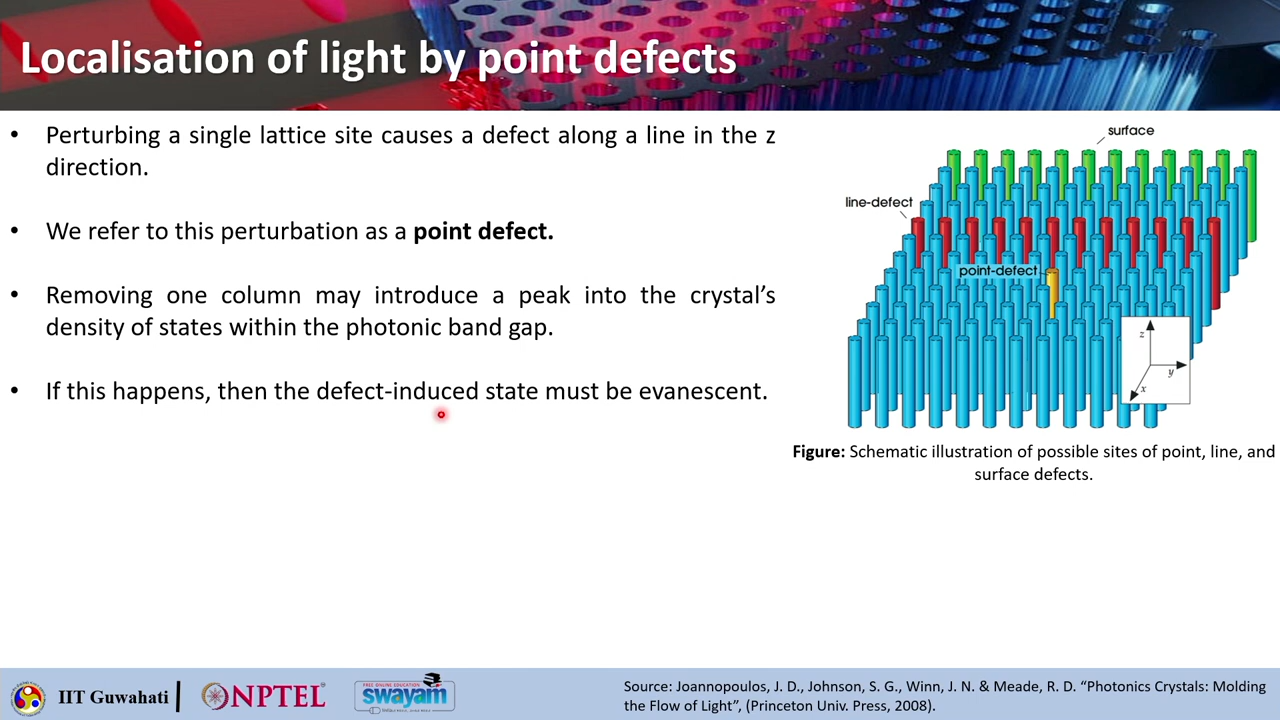 Localisation of light by point defects
• Perturbing a single lattice site causes a defect along a line in the z
direction.
• We refer to this perturbation as a point defect.
• Removing one column may introduce a peak into the crystal’s
density of states within the photonic band gap.
• If this happens, then the defect-induced state must be evanescent.
surface
line-defect
point-defect
z
y
x
Figure: Schematic illustration of possible sites of point, line, and
surface defects.
IIT Guwahati
NPTEL
FREE ONLINE EDUCATION
swayam
Source: Joannopoulos, J. D., Johnson, S. G., Winn, J. N. & Meade, R. D. “Photonics Crystals: Molding
the Flow of Light”, (Princeton Univ. Press, 2008).